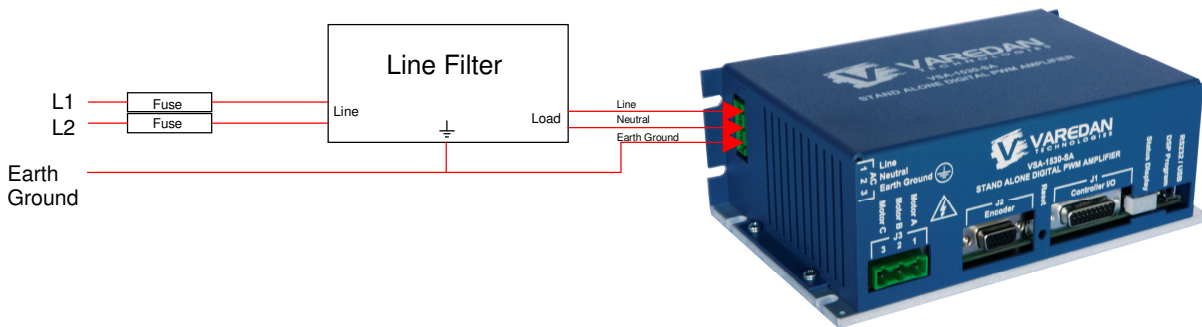 Line Filter
L1
Fuse
L2
Fuse
Line
Load
Line
Neutral
Earth Ground
Earth
Ground
VAREDAN
TECHNOLOGIES
VSA-1530-SA
STAND ALONE DIGITAL PWM AMPLIFIER
VAREDAN
TECHNOLOGIES
VSA-1530-SA
STAND ALONE DIGITAL PWM AMPLIFIER
AC
1 Line
2 Neutral
3 Earth Ground
Motor A
Motor B
Motor C
1
2
3
J2
Encoder
Reset
J1
Controller I/O
Status Display
DSP Program
RS232 / USB